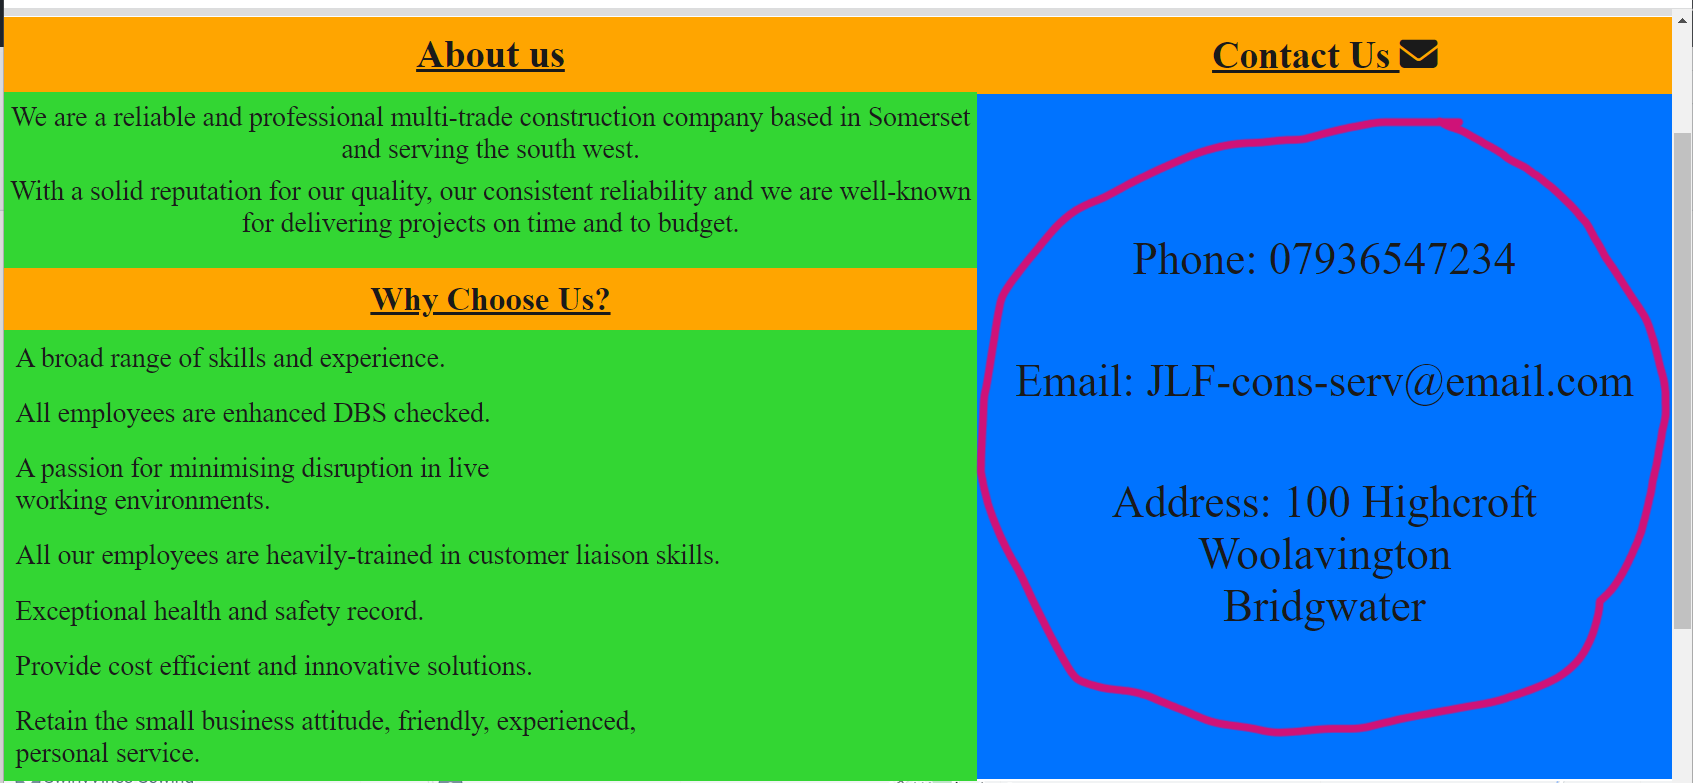 About us
We are a reliable and professional multi-trade construction company based in Somerset
and serving the south west.
With a solid reputation for our quality, our consistent reliability and we are well-known
for delivering projects on time and to budget.
Why Choose Us?
A broad range of skills and experience.
All employees are enhanced DBS checked.
A passion for minimising disruption in live
working environments.
All our employees are heavily-trained in customer liaison skills.
Exceptional health and safety record.
Provide cost efficient and innovative solutions.
Retain the small business attitude, friendly, experienced,
personal service.
Contact Us
Phone: 07936547234
Email: JLF-cons-serv@email.com
Address: 100 Highcroft
Woolavington
Bridgwater